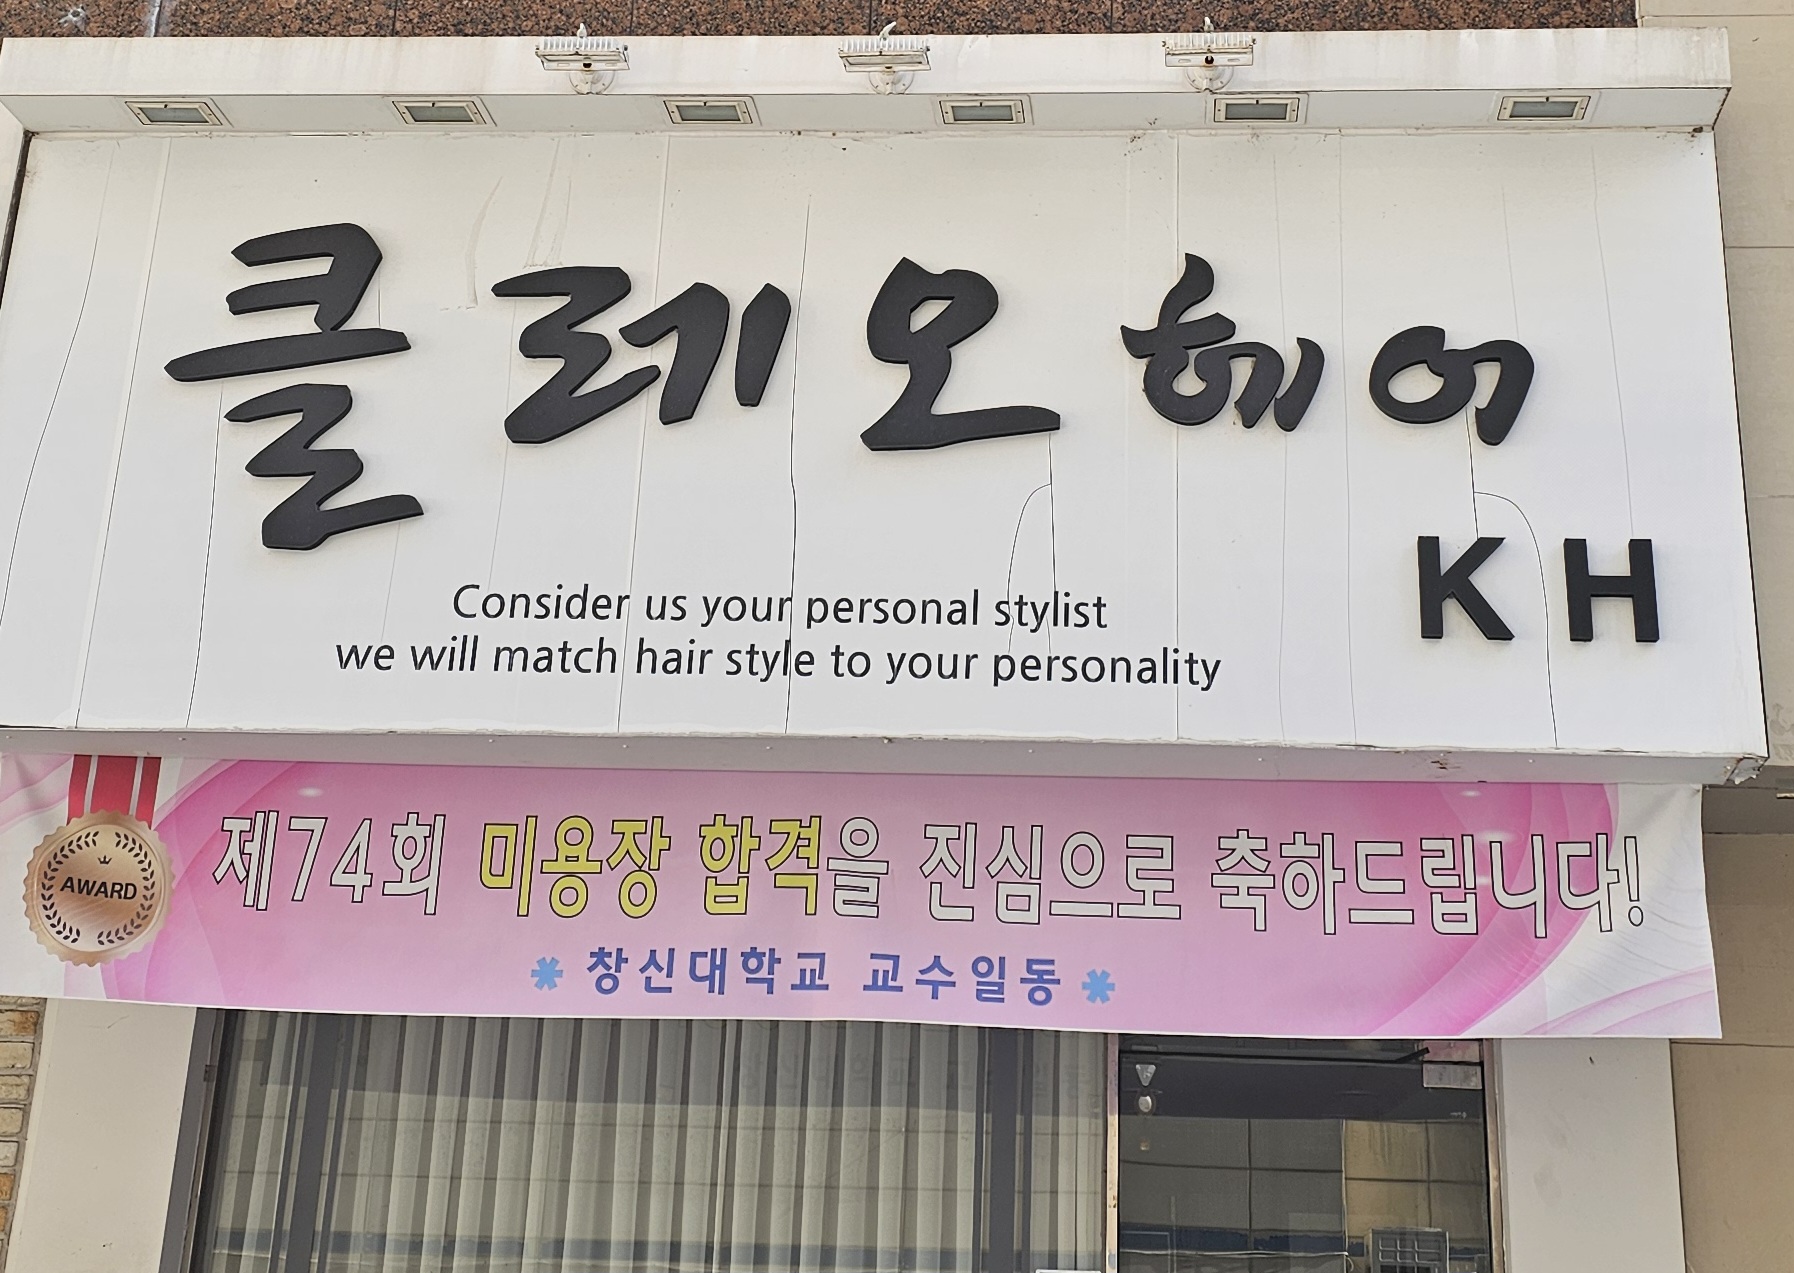 클레오헤어
KH
Consider us your personal stylist
we will match hair style to your personality
AWARD
제74회 미용장 합격을 진심으로 축하드립니다!
* 창신대학교 교수일동 *